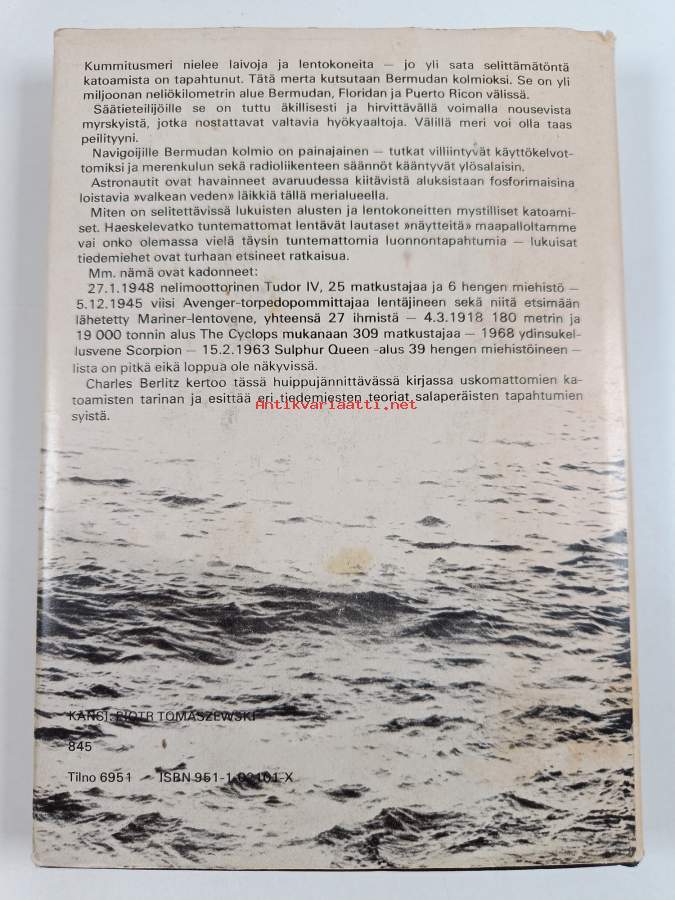 Kummitusmeri nielee laivoja ja lentokoneita — jo yli sata selittämätöntä
katoamista on tapahtunut. Tätä merta kutsutaan Bermudan kolmioksi. Se on yli
miljoonan neliökilometrin alue Bermudan, Floridan ja Puerto Ricon välissä.
Säätieteilijöille se on tuttu äkillisesti ja hirvittävällä voimalla nousevista
myrskyistä, jotka nostattavat valtavia hyökyaaltoja. Välillä meri voi olla taas
peilityyni.
Navigoijille Bermudan kolmio on painajainen — tutkat villiintyvät käyttökelvot-
tomiksi ja merenkulun sekä radioliikenteen säännöt kääntyvät ylösalaisin.
Astronautit ovat havainneet avaruudessa kiitävistä aluksistaan fosforimaisina
loistavia »valkean veden» läikkiä tällä merialueella.
Miten on selitettävissä lukuisten alusten ja lentokoneitten mystilliset katoami-
set. Haeskelevatko tuntemattomat lentävät lautaset »näytteitä» maapalloltamme
vai onko olemassa vielä täysin tuntemattomia luonnontapahtumia — lukuisat
tiedemiehet ovat turhaan etsineet ratkaisua.
Mm. nämä ovat kadonneet:
27.1.1948 nelimoottorinen Tudor IV, 25 matkustajaa ja 6 hengen miehistö —
5.12.1945 viisi Avenger-torpedopommittajaa lentäjineen sekä niitä etsimään
lähetetty Mariner-lentovene, yhteensä 27 ihmistä — 4.3.1918 180 metrin ja
19 000 tonnin alus The Cyclops mukanaan 309 matkustajaa — 1968 ydinsukel-
lusvene Scorpion — 15.2.1963 Sulphur Queen -alus 39 hengen miehistöineen —
lista on pitkä eikä loppua ole näkyvissä.
Charles Berlitz kertoo tässä huippujännittävässä kirjassa uskomattomien ka-
toamisten tarinan ja esittää eri tiedemiesten teoriat salaperäisten tapahtumien
syistä.
Antikvariaatti.net
KANSI: PIOTR TOMASZEWSKI
845
Tilno 6951 — ISBN 951-1-02101-X